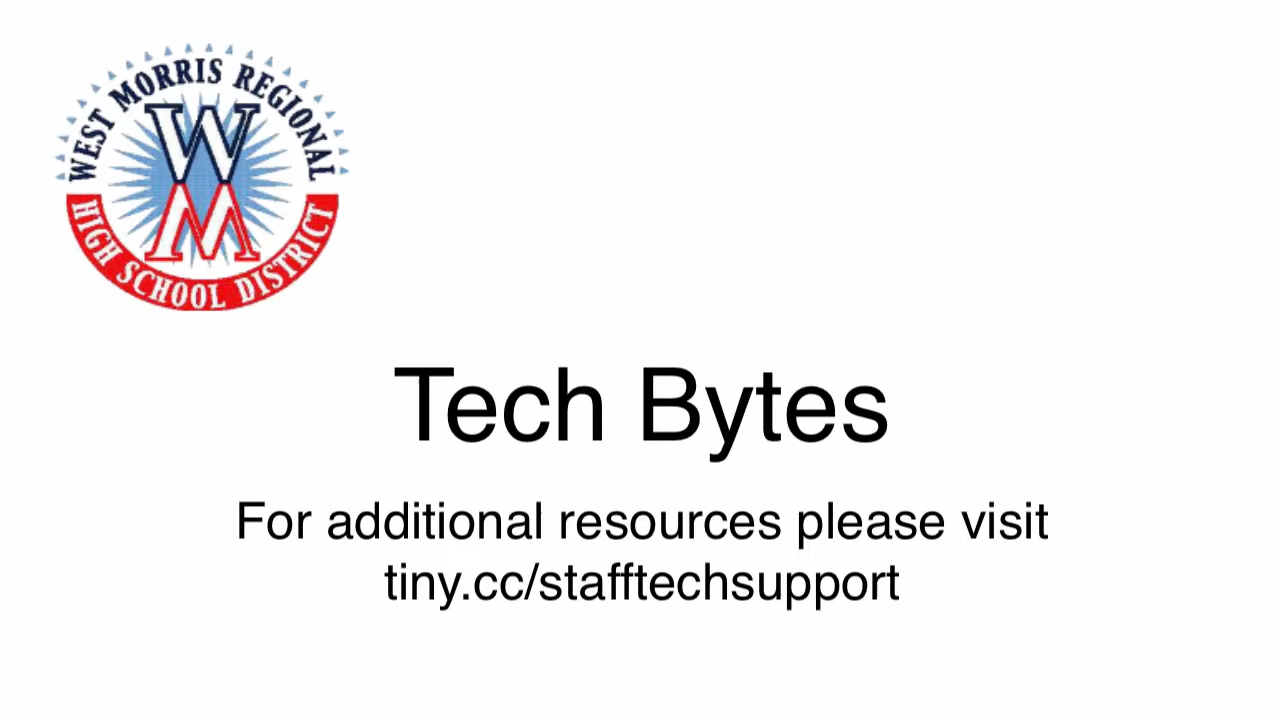 WEST MORRIS REGIONAL
WM
HIGH SCHOOL DISTRICT
Tech Bytes
For additional resources please visit
tiny.cc/stafftechsupport